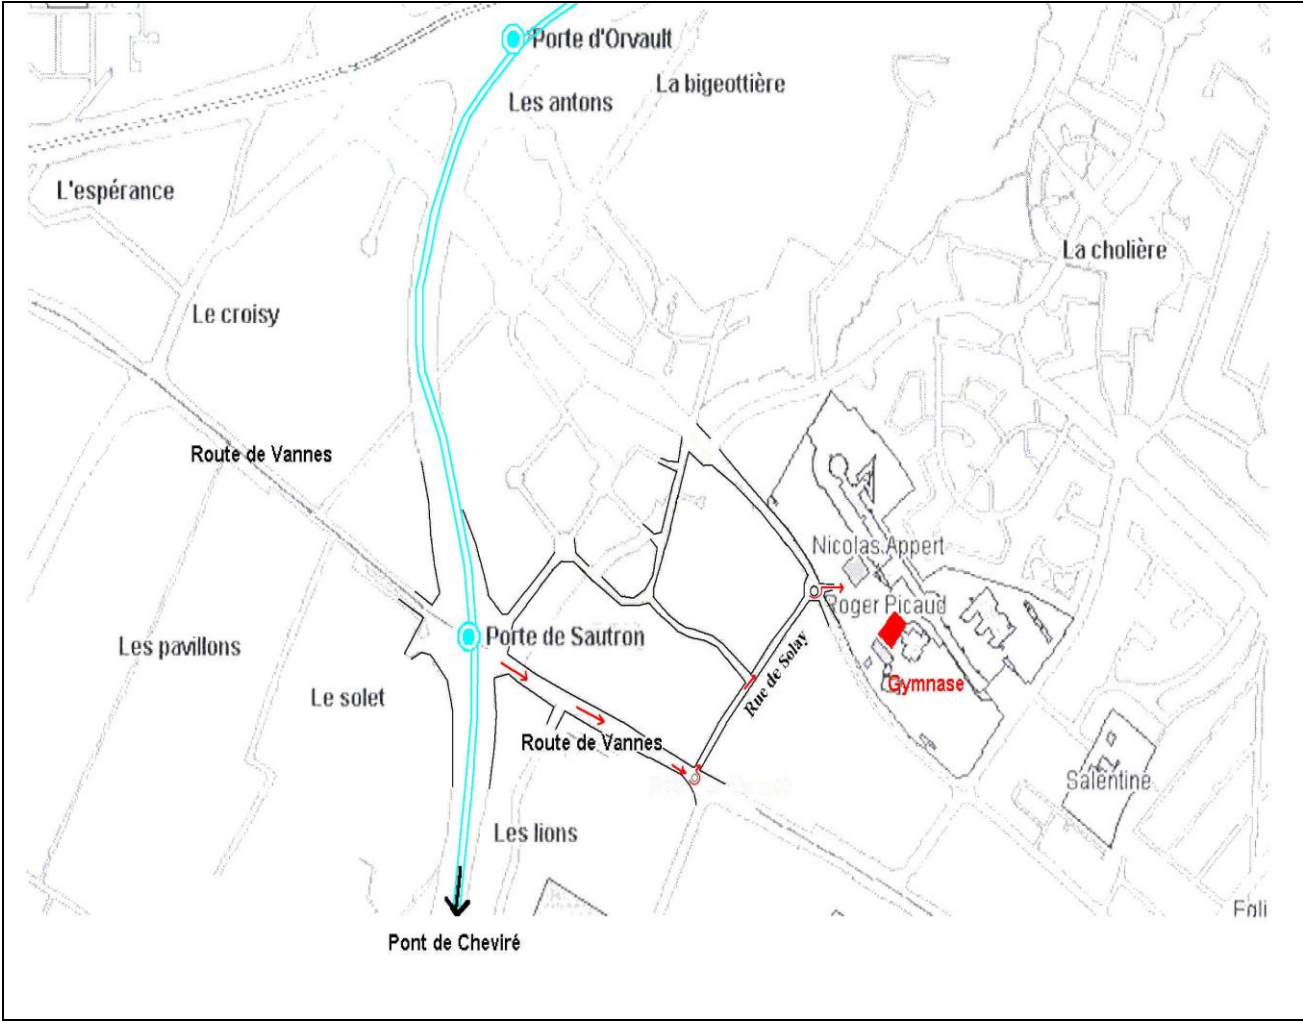 Porte d'Orvault
La bigeottière
Les antons
L'espérance
La cholière
Le croisy
Route de Vannes
Nicolas Appert
Roger Picaud
Porte de Sautron
Les pavillons
Rue de Solay
Gymnase
Le solet
Route de Vannes
Salentine
Les lions
Pont de Cheviré